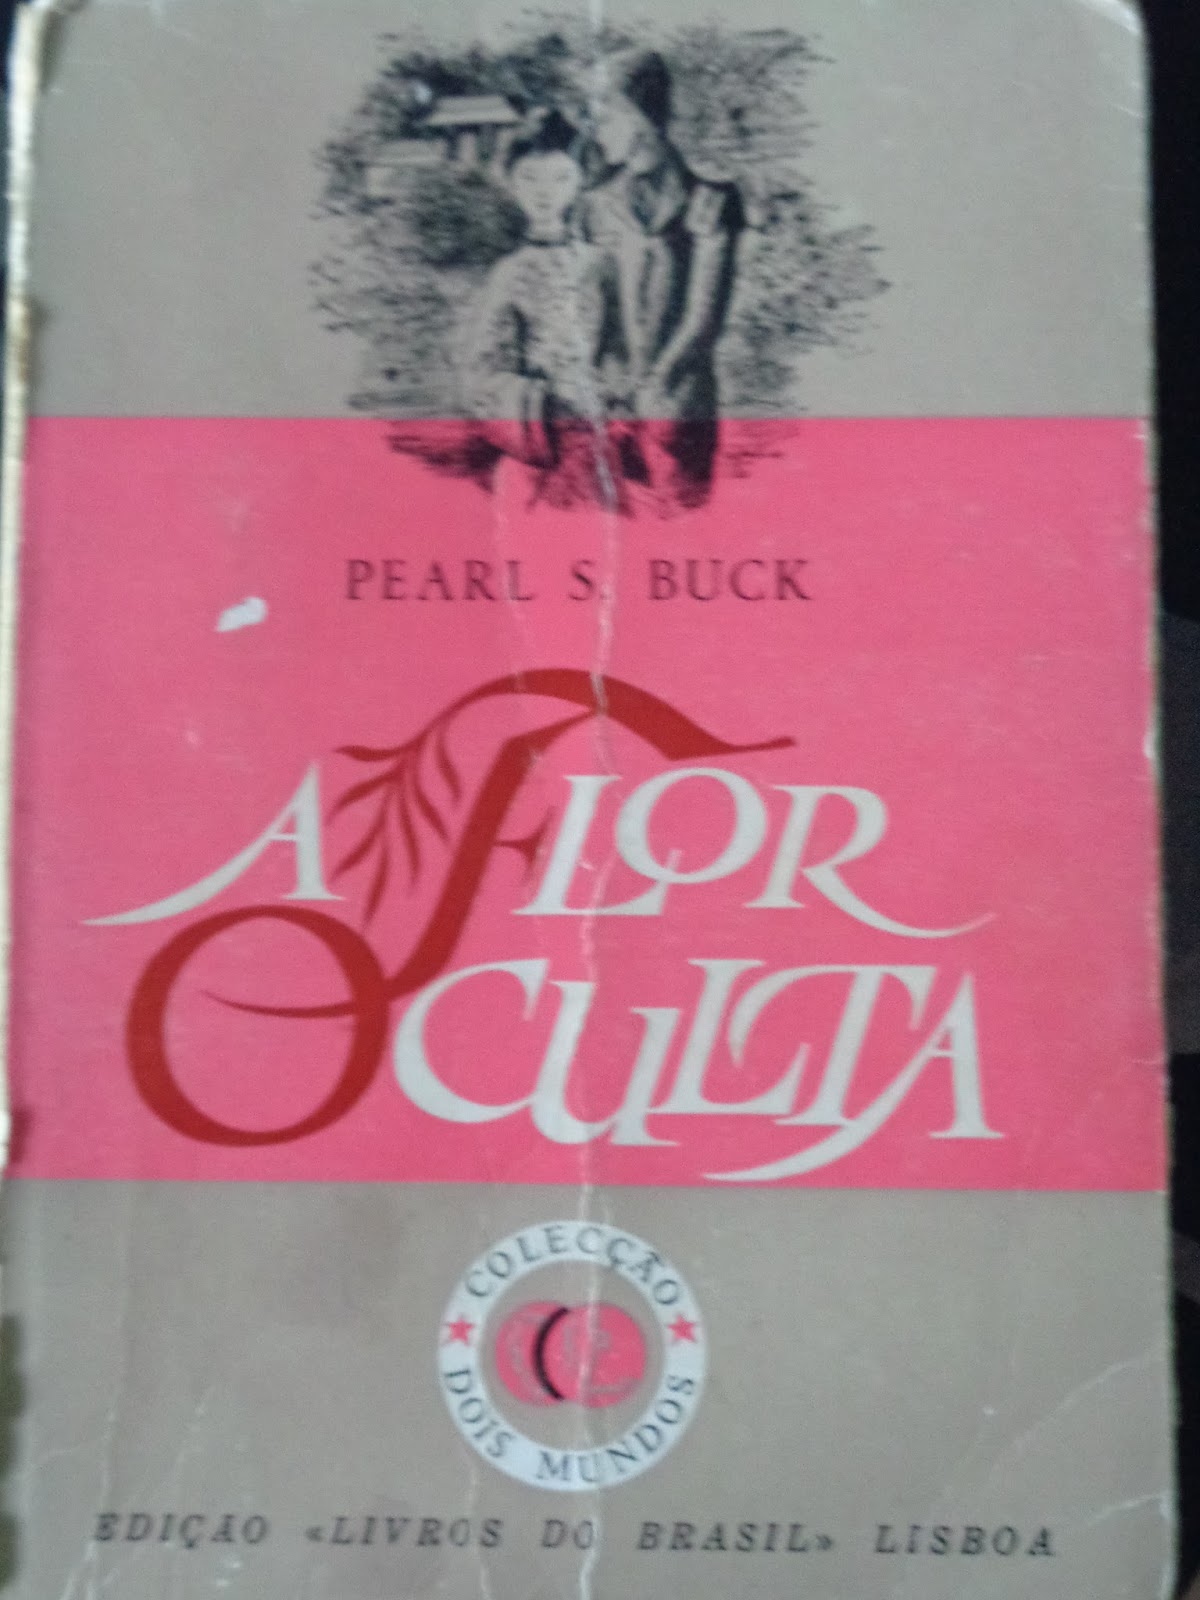 PEARL S. BUCK
A FLOR
OCULTA
COLECÇÃO
DOIS MUNDOS
EDIÇÃO «LIVROS DO BRASIL» LISBOA